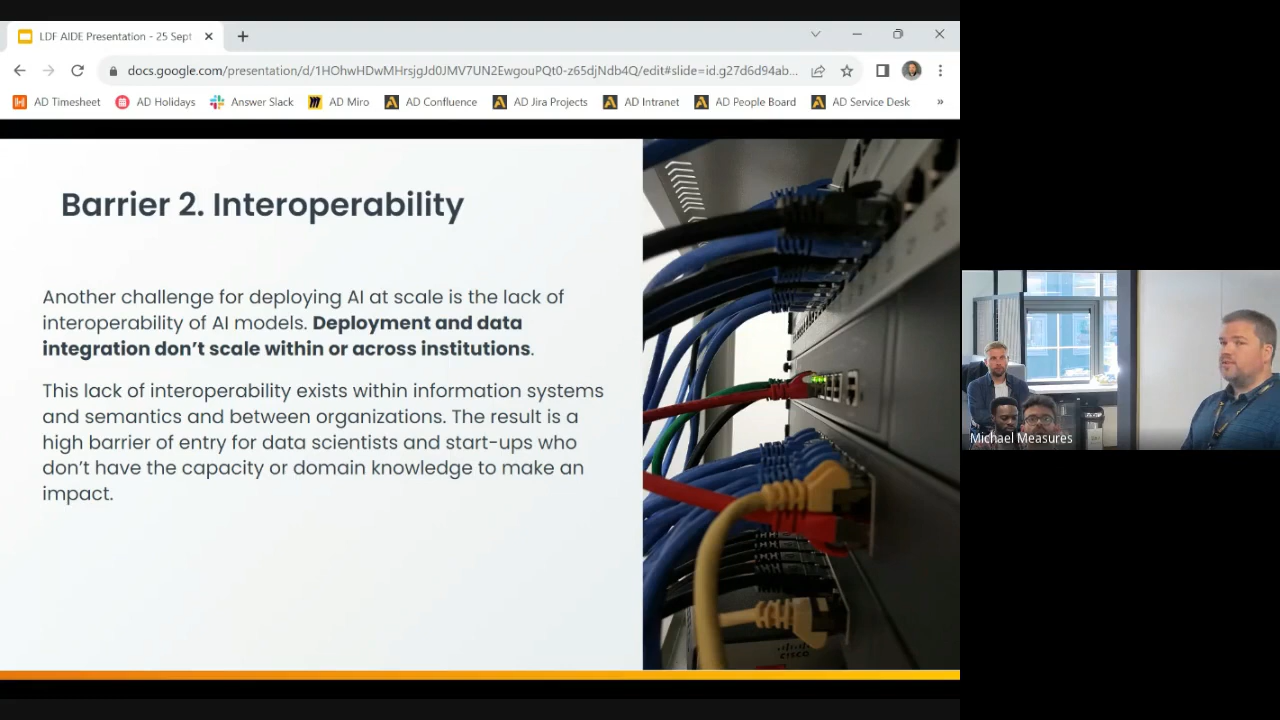 LDF AIDE Presentation - 25 Sept
docs.google.com/presentation/d/1HOhwHDwMHrsjgJd0JMV7UN2EwgouPQt0-z65djNdb4Q/edit#slide=id.g27d6d94ab...
AD Timesheet AD Holidays Answer Slack AD Miro AD Confluence AD Jira Projects AD Intranet AD People Board AD Service Desk »
Barrier 2. Interoperability
Another challenge for deploying AI at scale is the lack of
interoperability of AI models. Deployment and data
integration don’t scale within or across institutions.
This lack of interoperability exists within information systems
and semantics and between organizations. The result is a
high barrier of entry for data scientists and start-ups who
don’t have the capacity or domain knowledge to make an
impact.
CISCO
Michael Measures